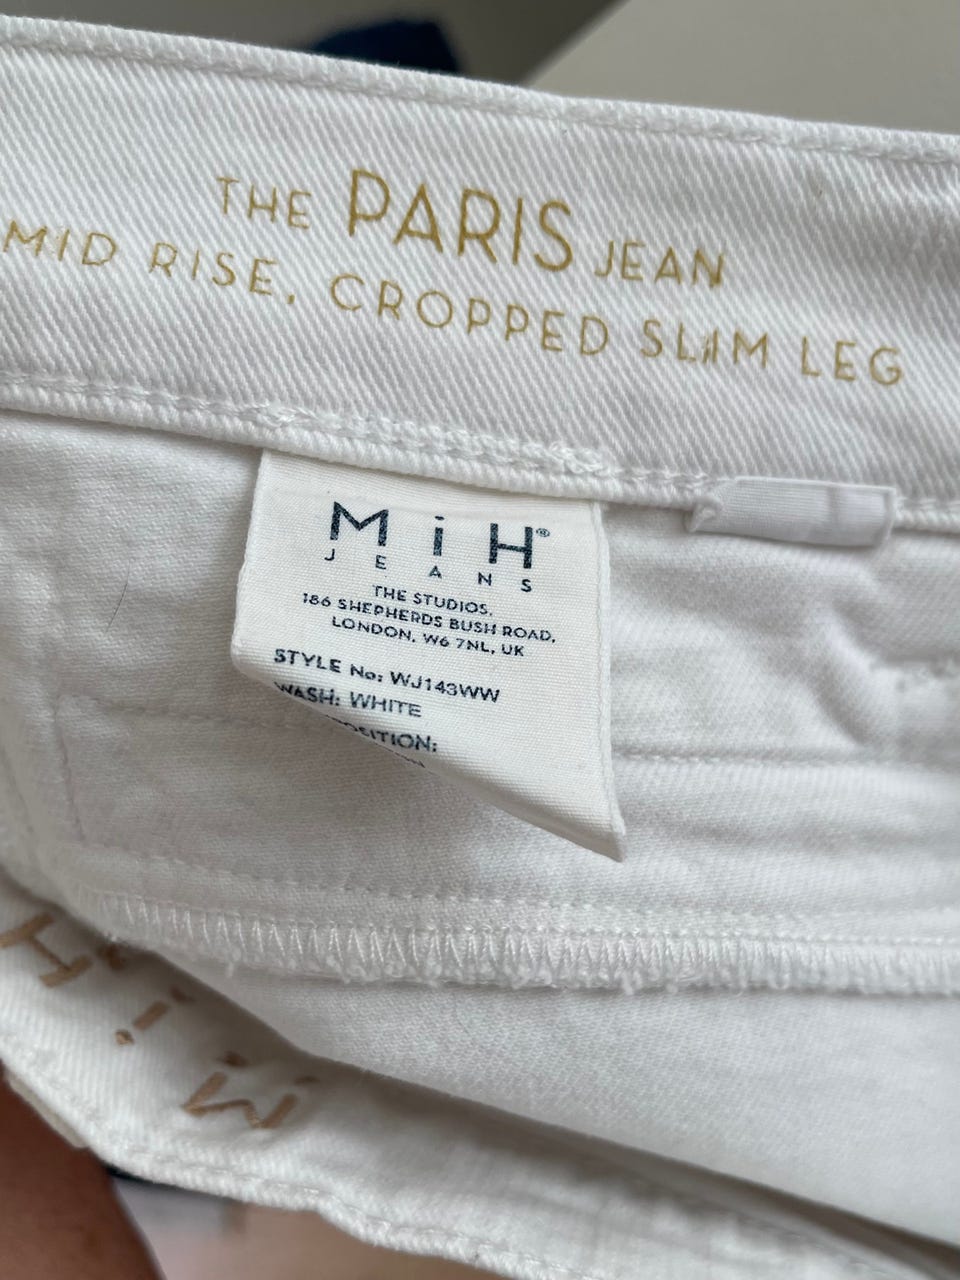 THE PARIS JEAN
MID RISE, CROPPED SLIM LEG
MiH®
JEANS
THE STUDIOS,
186 SHEPHERDS BUSH ROAD,
LONDON, W6 7NL, UK
STYLE No: WJ143WW
WASH: WHITE
M i H